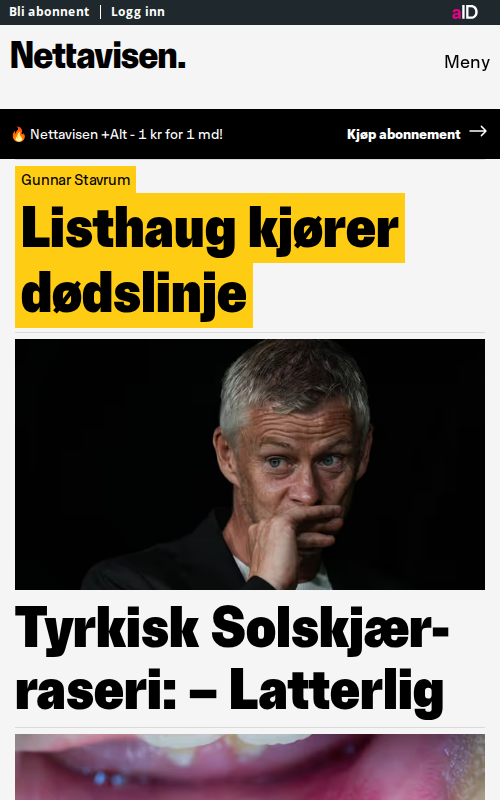 Bli abonnent | Logg inn
aID
Nettavisen.
Meny
🔥 Nettavisen +Alt - 1 kr for 1 md!
Kjøp abonnement →
Gunnar Stavrum
Listhaug kjører
dødslinje
Tyrkisk Solskjær-
raseri: – Latterlig